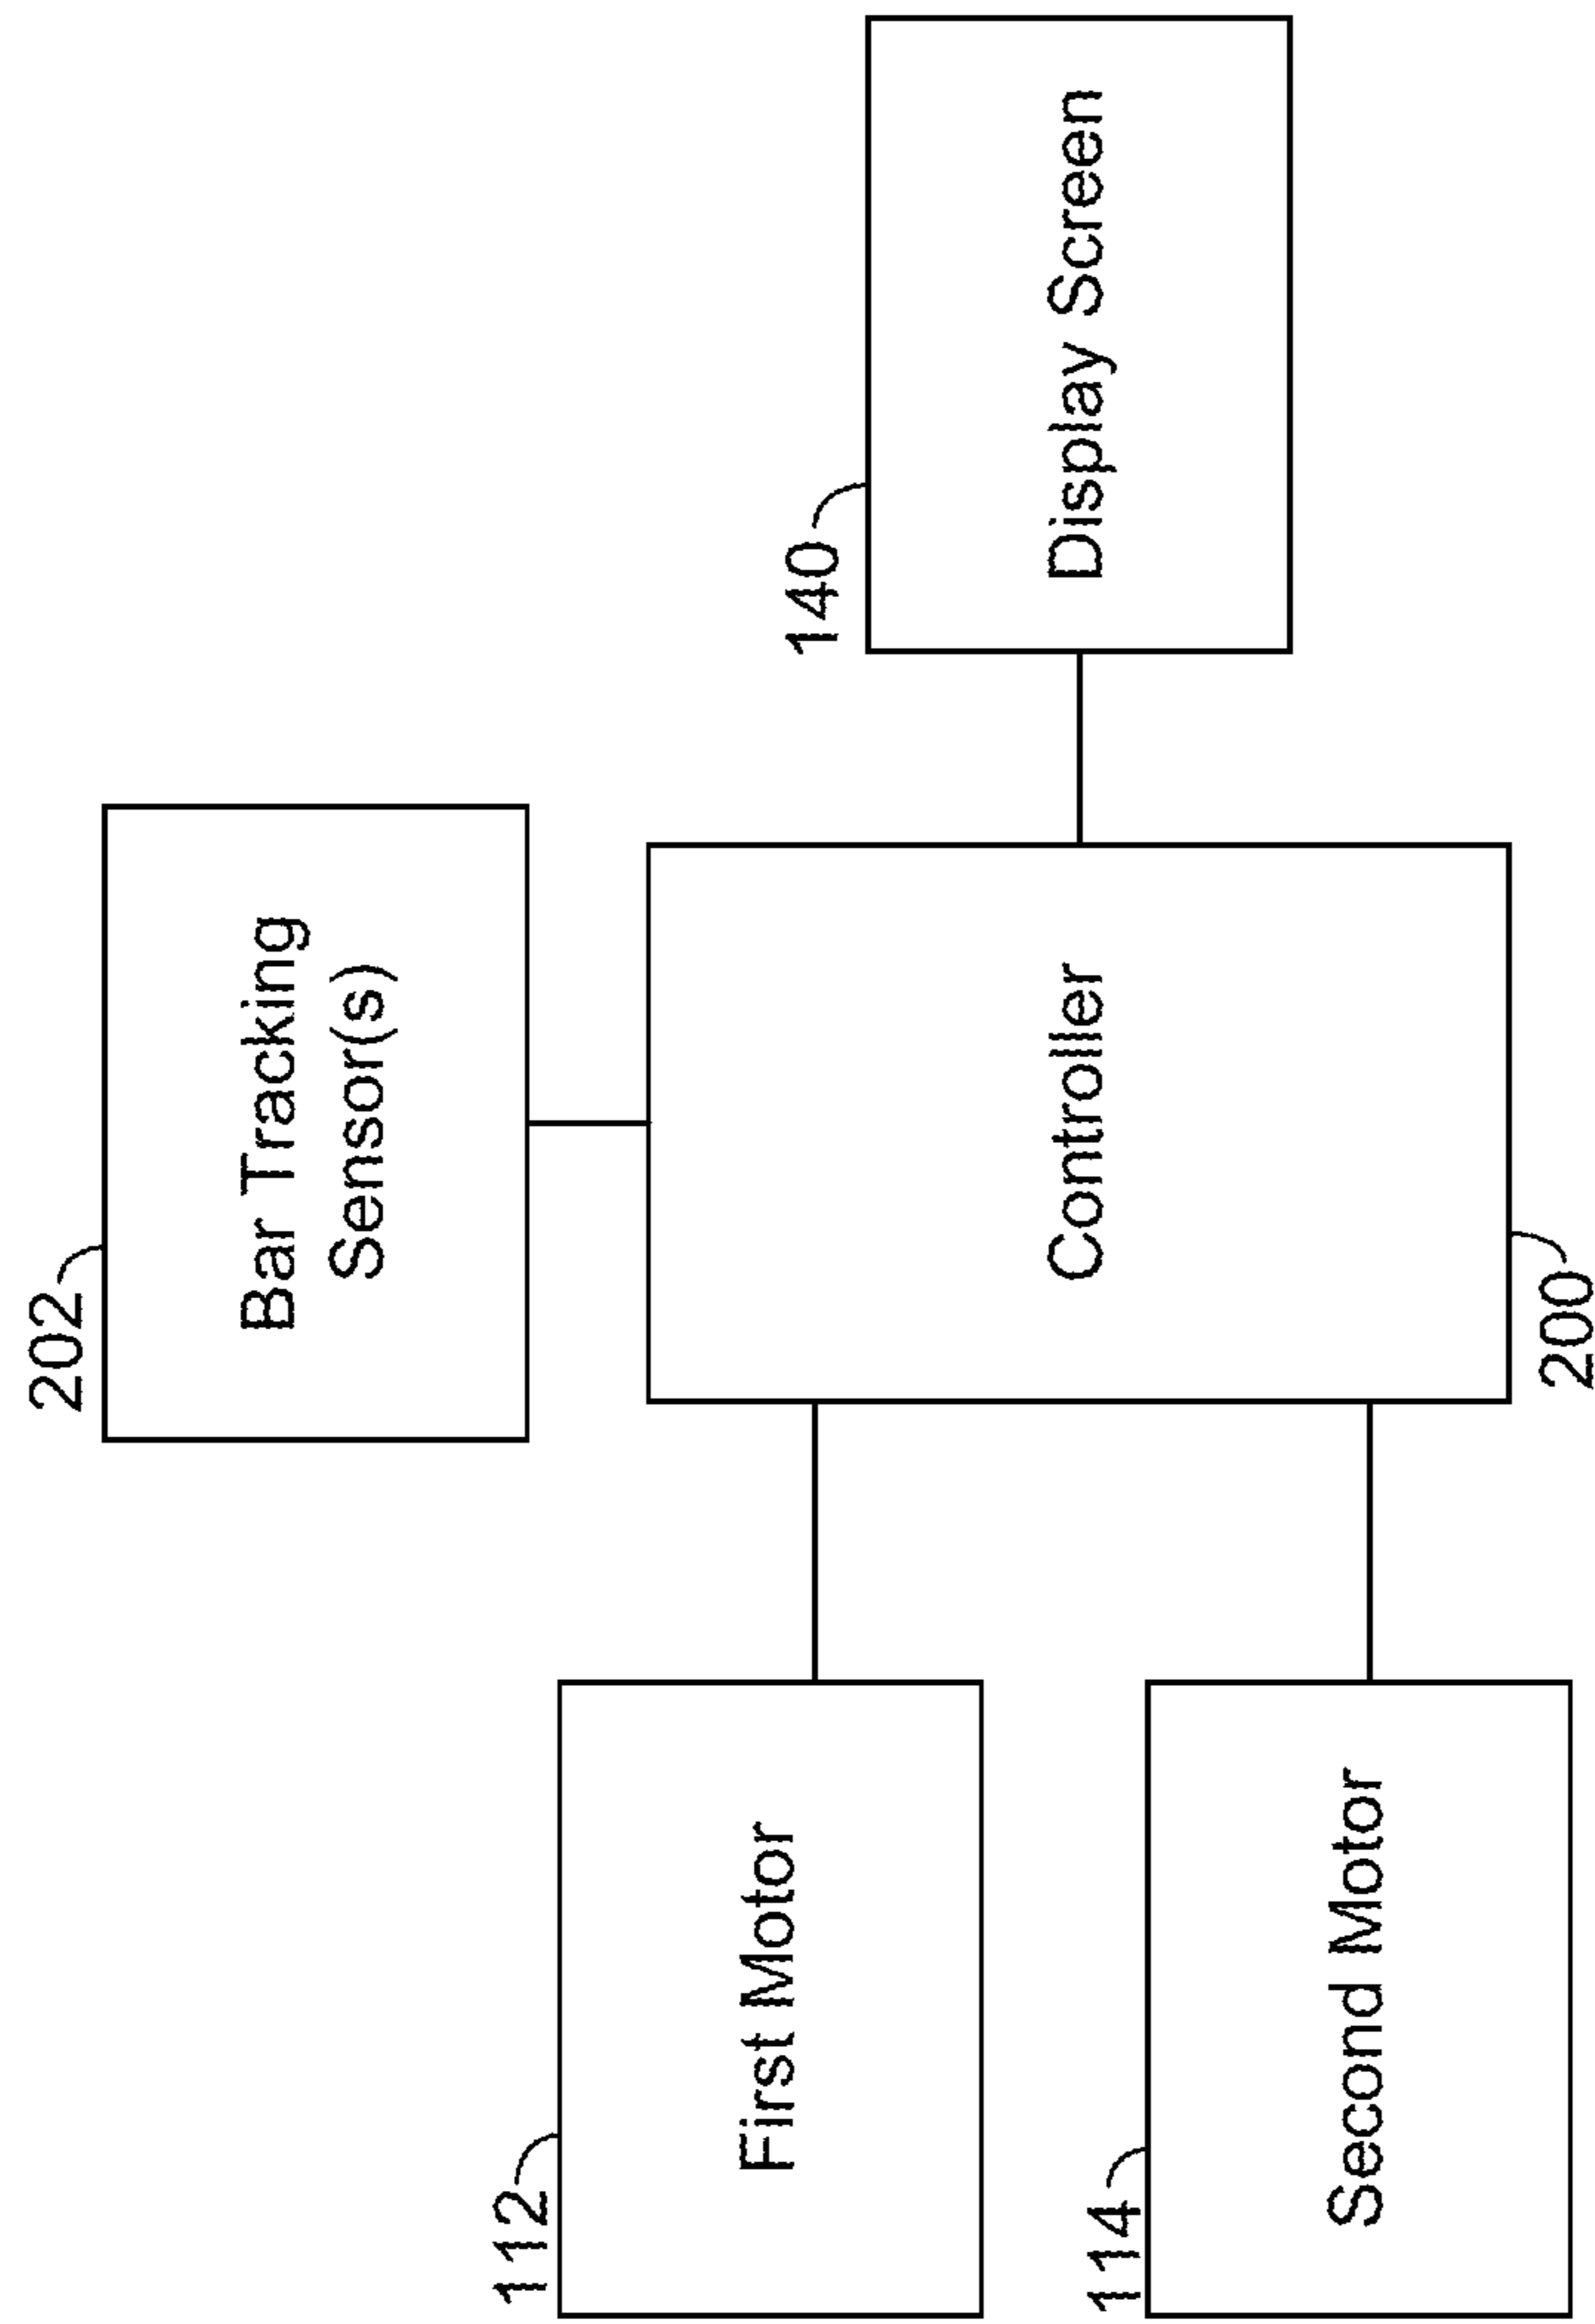 202
Bar Tracking
Sensor(s)
112
First Motor
140
Controller
Display Screen
114
Second Motor
200